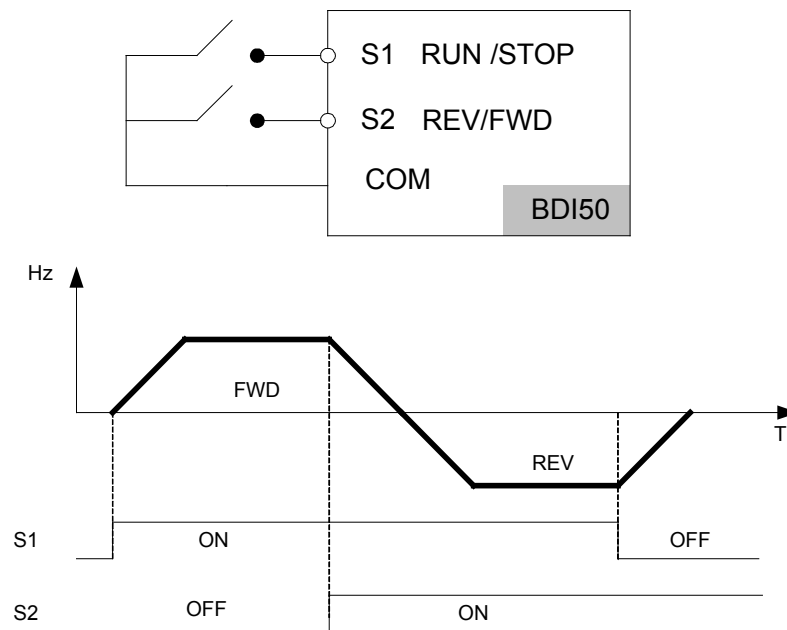 S1 RUN /STOP
S2 REV/FWD
COM
BDI50
Hz
FWD
T
REV
S1 ON OFF
S2 OFF ON